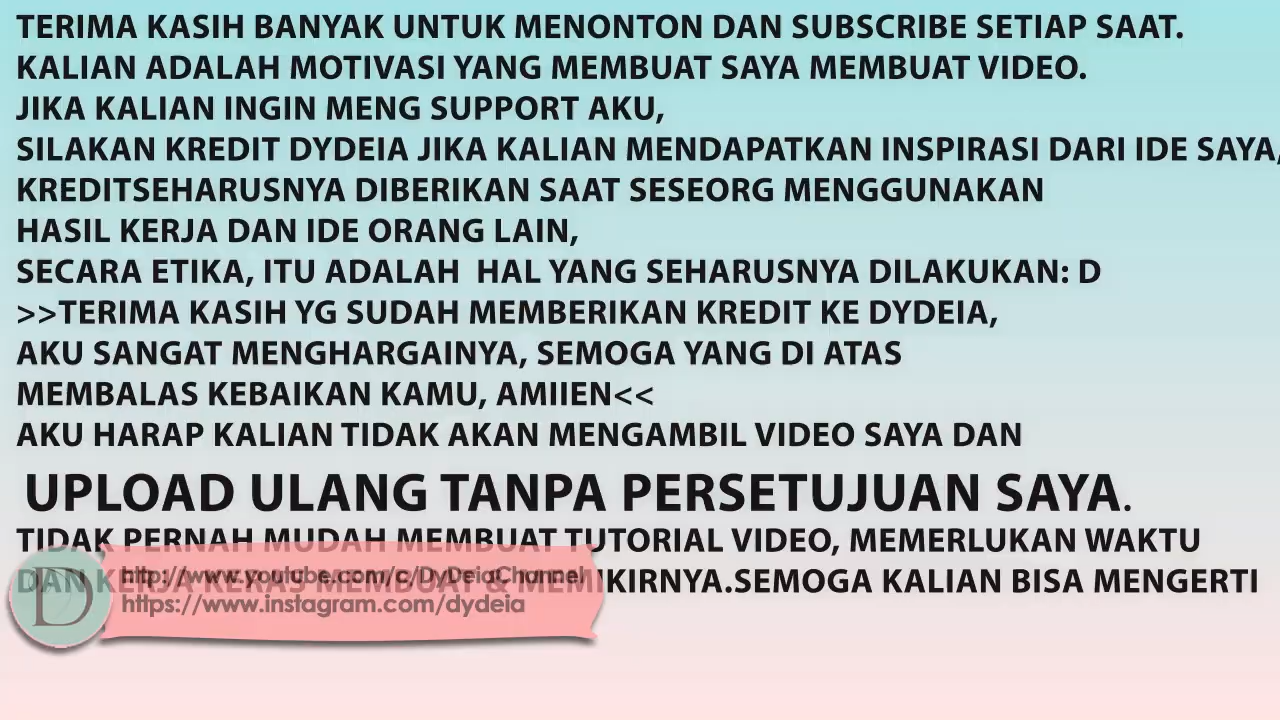 TERIMA KASIH BANYAK UNTUK MENONTON DAN SUBSCRIBE SETIAP SAAT.
KALIAN ADALAH MOTIVASI YANG MEMBUAT SAYA MEMBUAT VIDEO.
JIKA KALIAN INGIN MENG SUPPORT AKU,
SILAKAN KREDIT DYDEIA JIKA KALIAN MENDAPATKAN INSPIRASI DARI IDE SAYA,
KREDITSEHARUSNYA DIBERIKAN SAAT SESEORG MENGGUNAKAN
HASIL KERJA DAN IDE ORANG LAIN,
SECARA ETIKA, ITU ADALAH HAL YANG SEHARUSNYA DILAKUKAN: D
>>TERIMA KASIH YG SUDAH MEMBERIKAN KREDIT KE DYDEIA,
AKU SANGAT MENGHARGAINYA, SEMOGA YANG DI ATAS
MEMBALAS KEBAIKAN KAMU, AMIIEN<<
AKU HARAP KALIAN TIDAK AKAN MENGAMBIL VIDEO SAYA DAN
UPLOAD ULANG TANPA PERSETUJUAN SAYA.
TIDAK PERNAH MUDAH MEMBUAT TUTORIAL VIDEO, MEMERLUKAN WAKTU
DAN KERJA KERAS MEMBUAT & MEMIKIRNYA.SEMOGA KALIAN BISA MENGERTI
D
http://www.youtube.com/c/DyDeiaChannel
https://www.instagram.com/dydeia